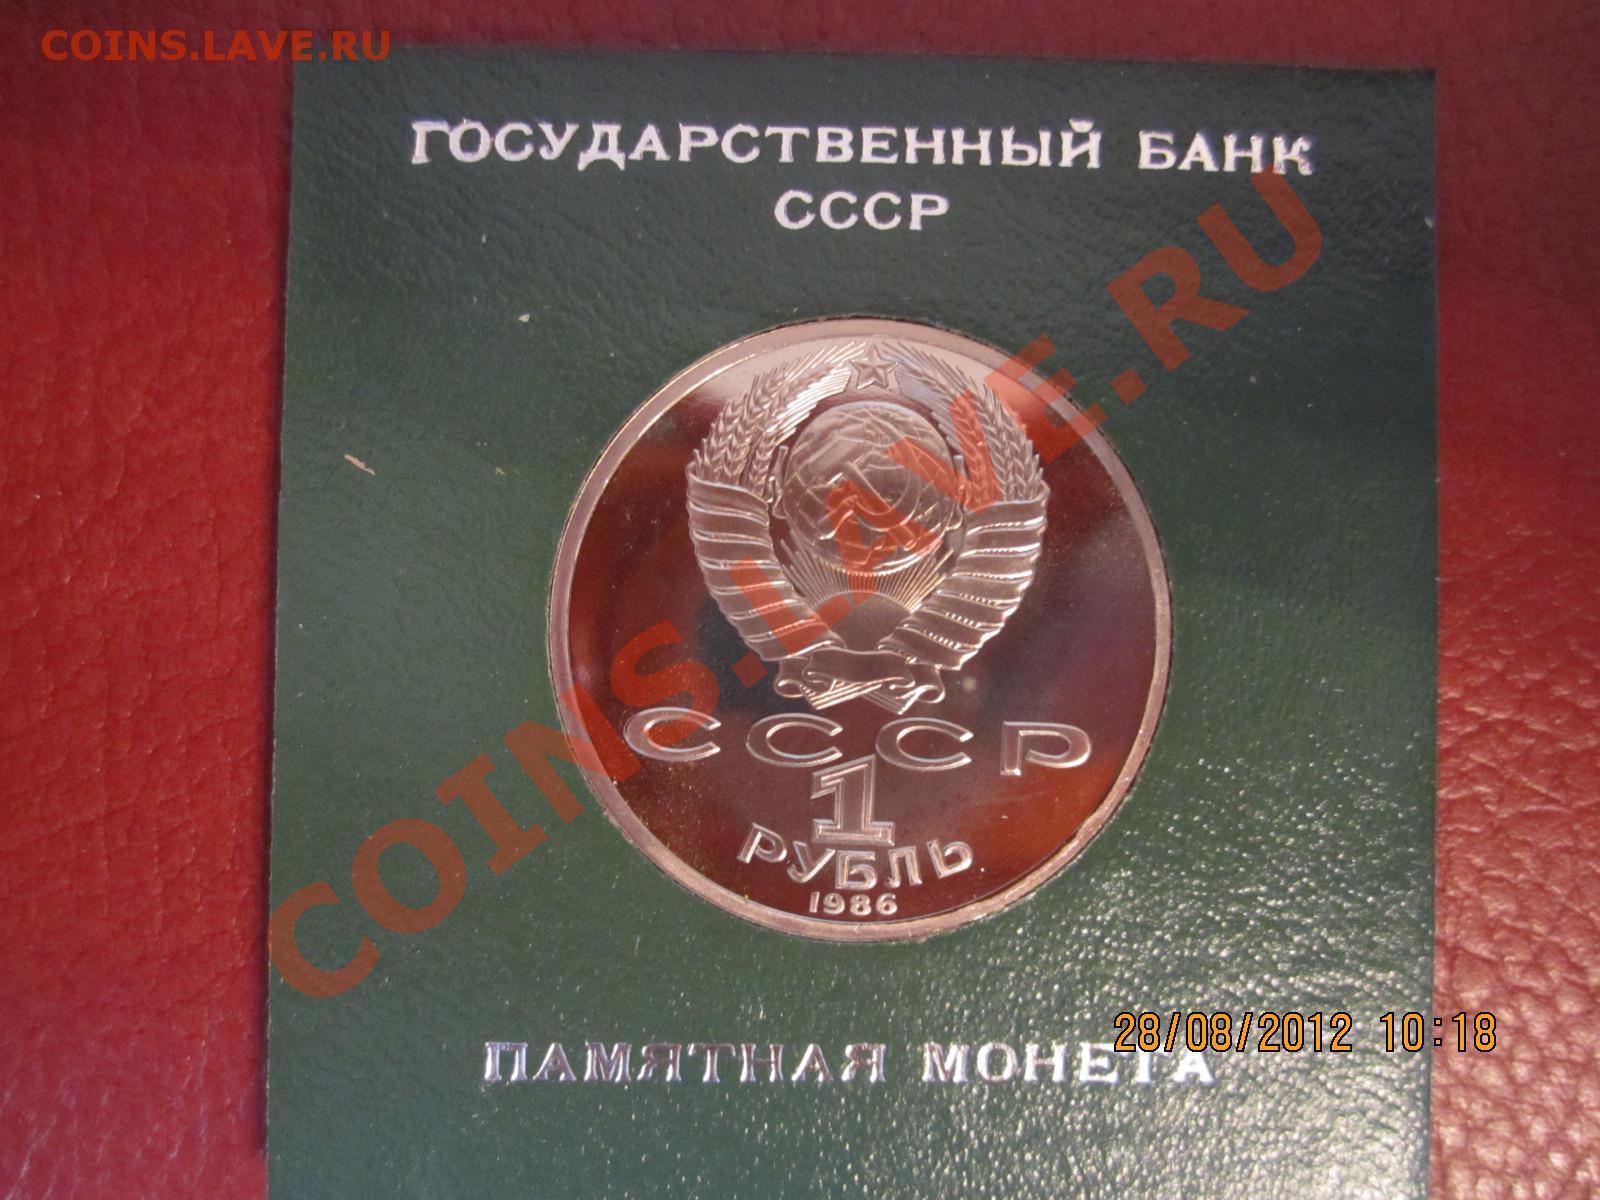 COINS.LAVE.RU
ГОСУДАРСТВЕННЫЙ БАНК
СССР
COINS.LAVE.RU
СССР
1
РУБЛЬ
1986
28/08/2012 10:18
ПАМЯТНАЯ МОНЕТА